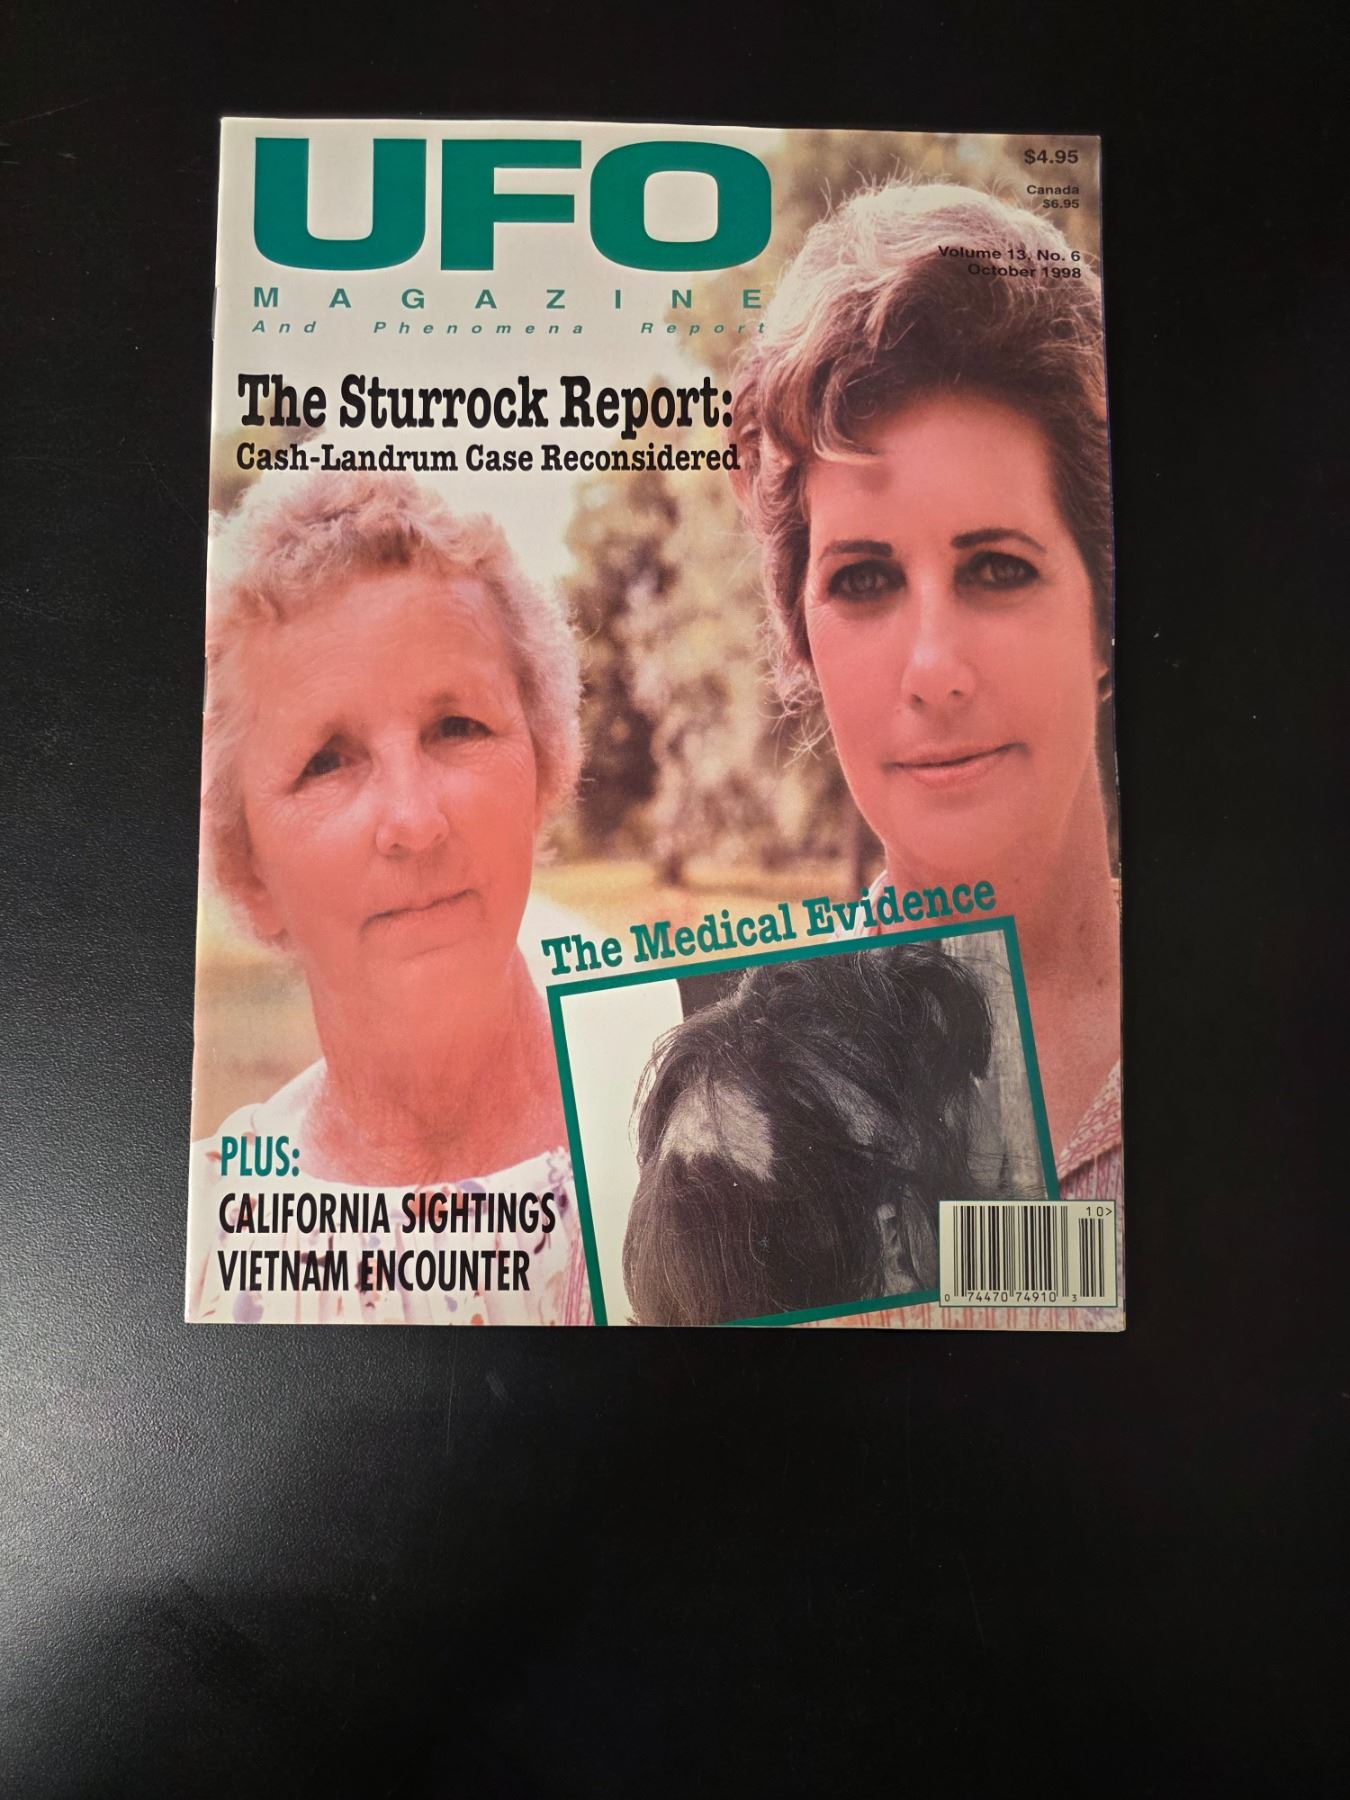 UFO
MAGAZINE
And Phenomena Report
$4.95
Canada
$6.95
Volume 13, No. 6
October 1998
The Sturrock Report:
Cash-Landrum Case Reconsidered
The Medical Evidence
PLUS:
CALIFORNIA SIGHTINGS
VIETNAM ENCOUNTER
10>
0 74470 74910 3